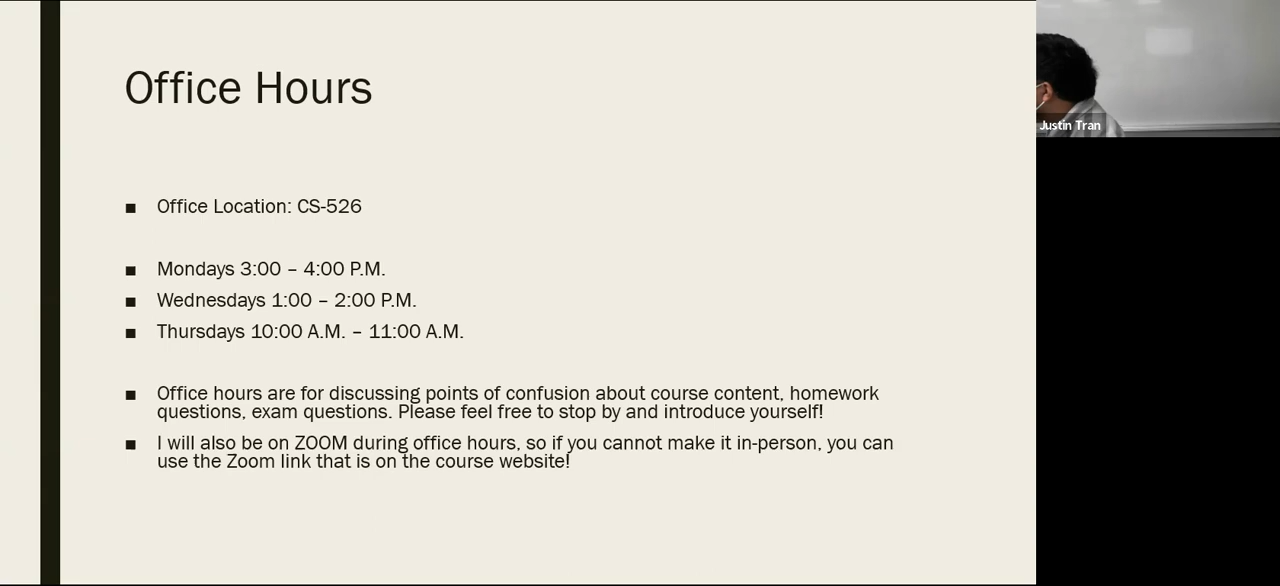 Office Hours
Justin Tran
■ Office Location: CS-526
■ Mondays 3:00 – 4:00 P.M.
■ Wednesdays 1:00 – 2:00 P.M.
■ Thursdays 10:00 A.M. – 11:00 A.M.
■ Office hours are for discussing points of confusion about course content, homework
questions, exam questions. Please feel free to stop by and introduce yourself!
■ I will also be on ZOOM during office hours, so if you cannot make it in-person, you can
use the Zoom link that is on the course website!